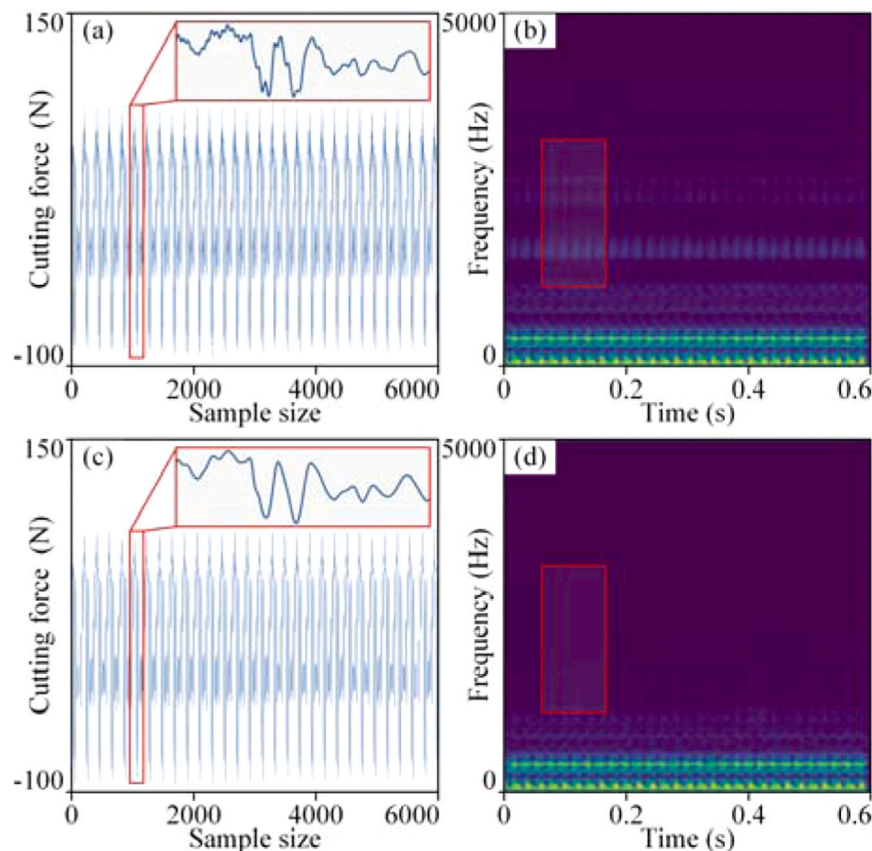 150
(a)
Cutting force (N)
-100
0
2000
4000
6000
Sample size
5000
(b)
Frequency (Hz)
0
0
0.2
0.4
0.6
Time (s)
150
(c)
Cutting force (N)
-100
0
2000
4000
6000
Sample size
5000
(d)
Frequency (Hz)
0
0
0.2
0.4
0.6
Time (s)